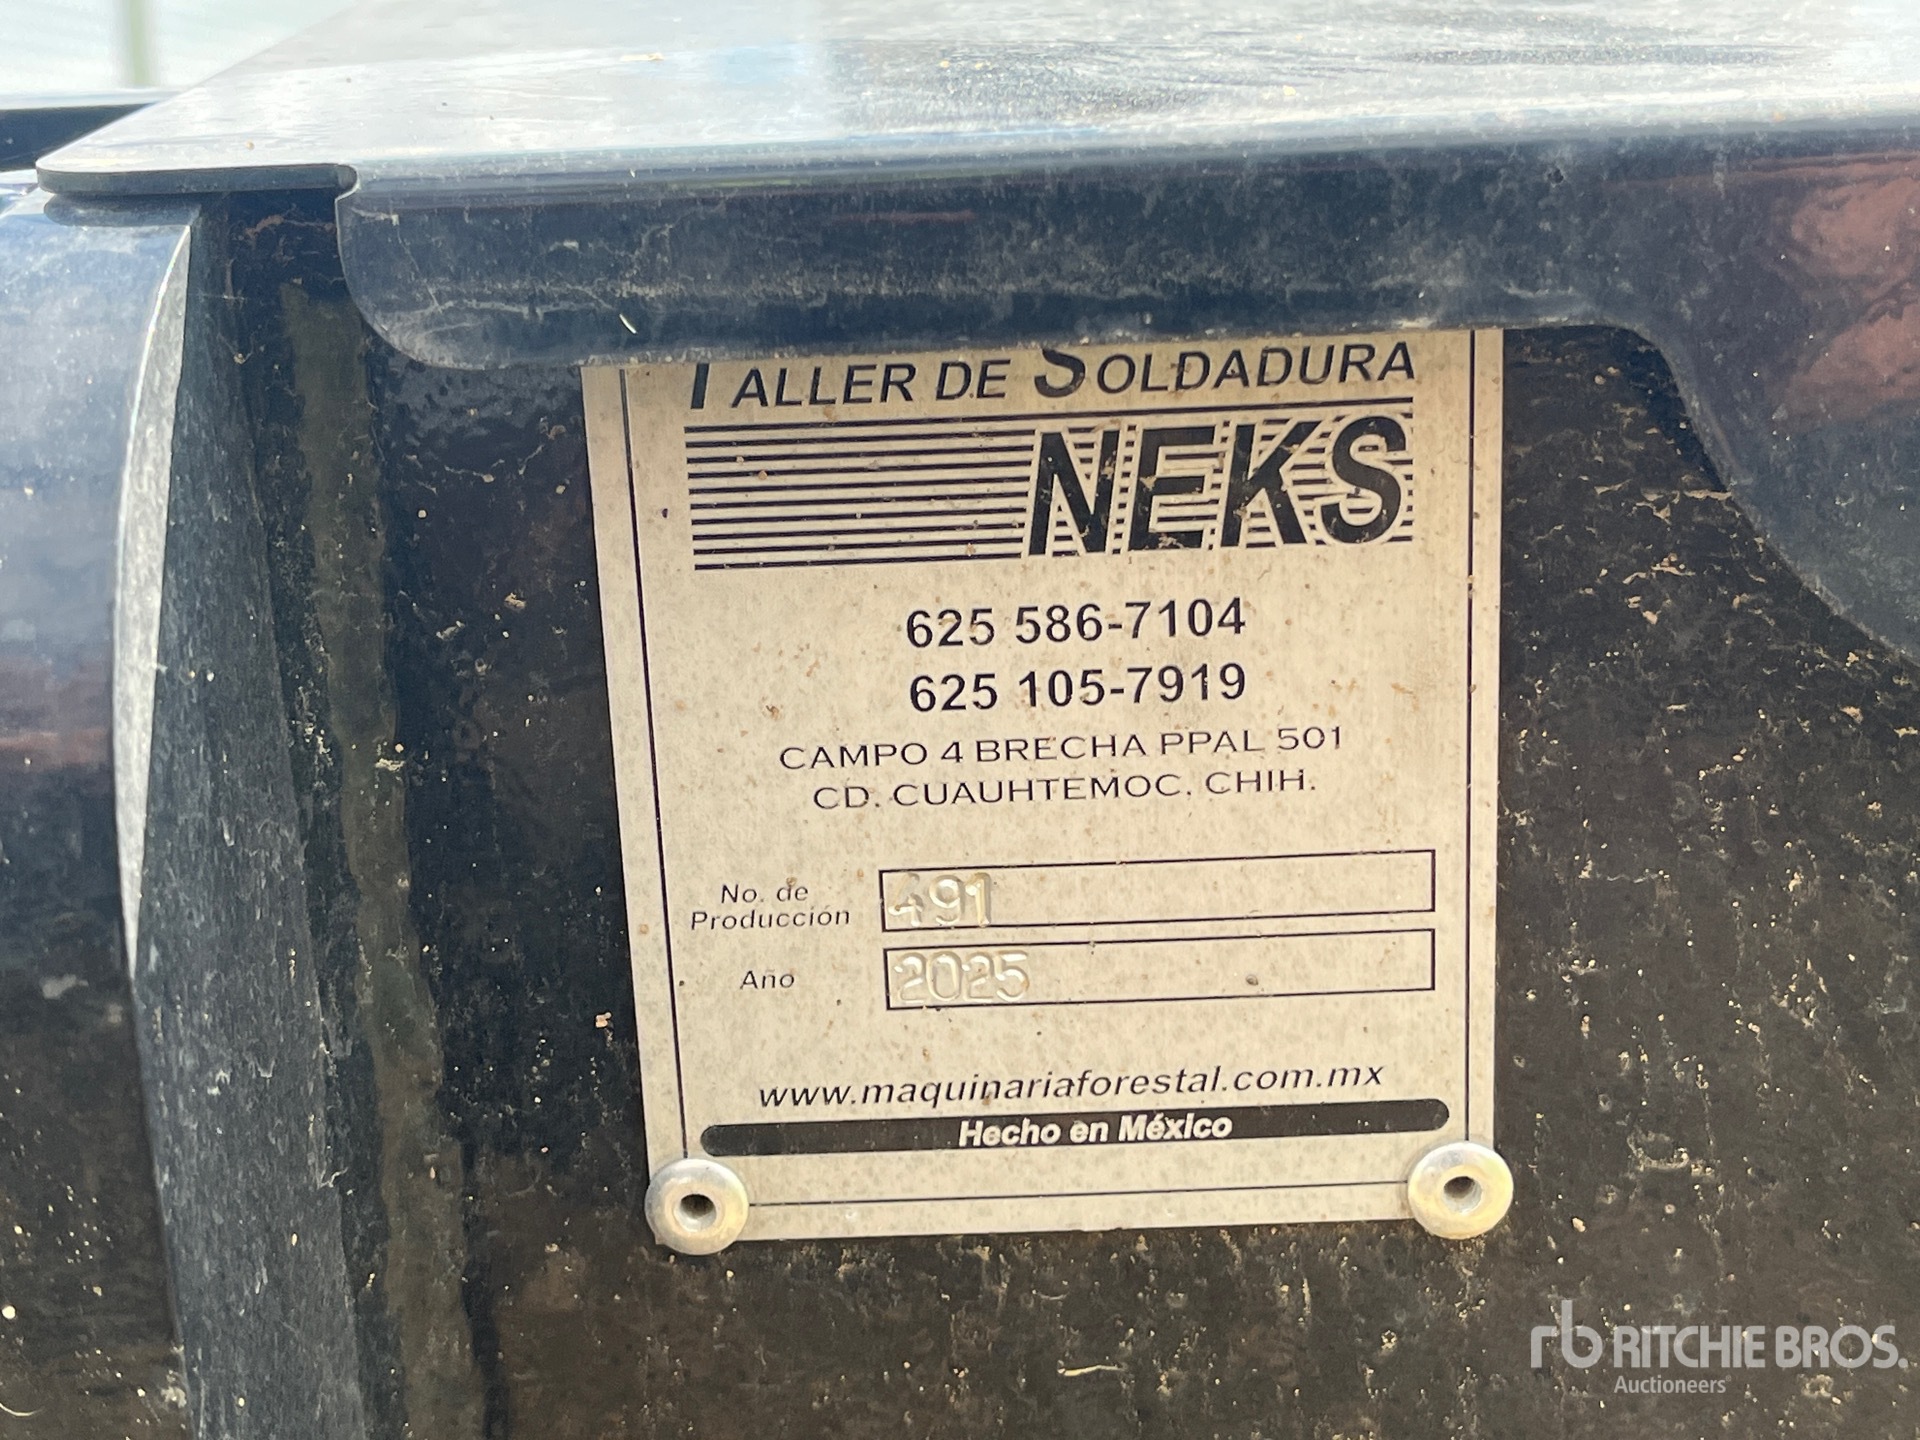 TALLER DE SOLDADURA
NEKS
625 586-7104
625 105-7919
CAMPO 4 BRECHA PPAL 501
CD. CUAUHTEMOC. CHIH.
No. de
Producción
491
Año
2025
www.maquinariaforestal.com.mx
Hecho en México
rb RITCHIE BROS.
Auctioneers